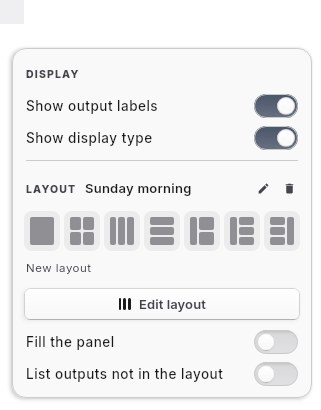 DISPLAY
Show output labels
Show display type
LAYOUT Sunday morning
New layout
Edit layout
Fill the panel
List outputs not in the layout